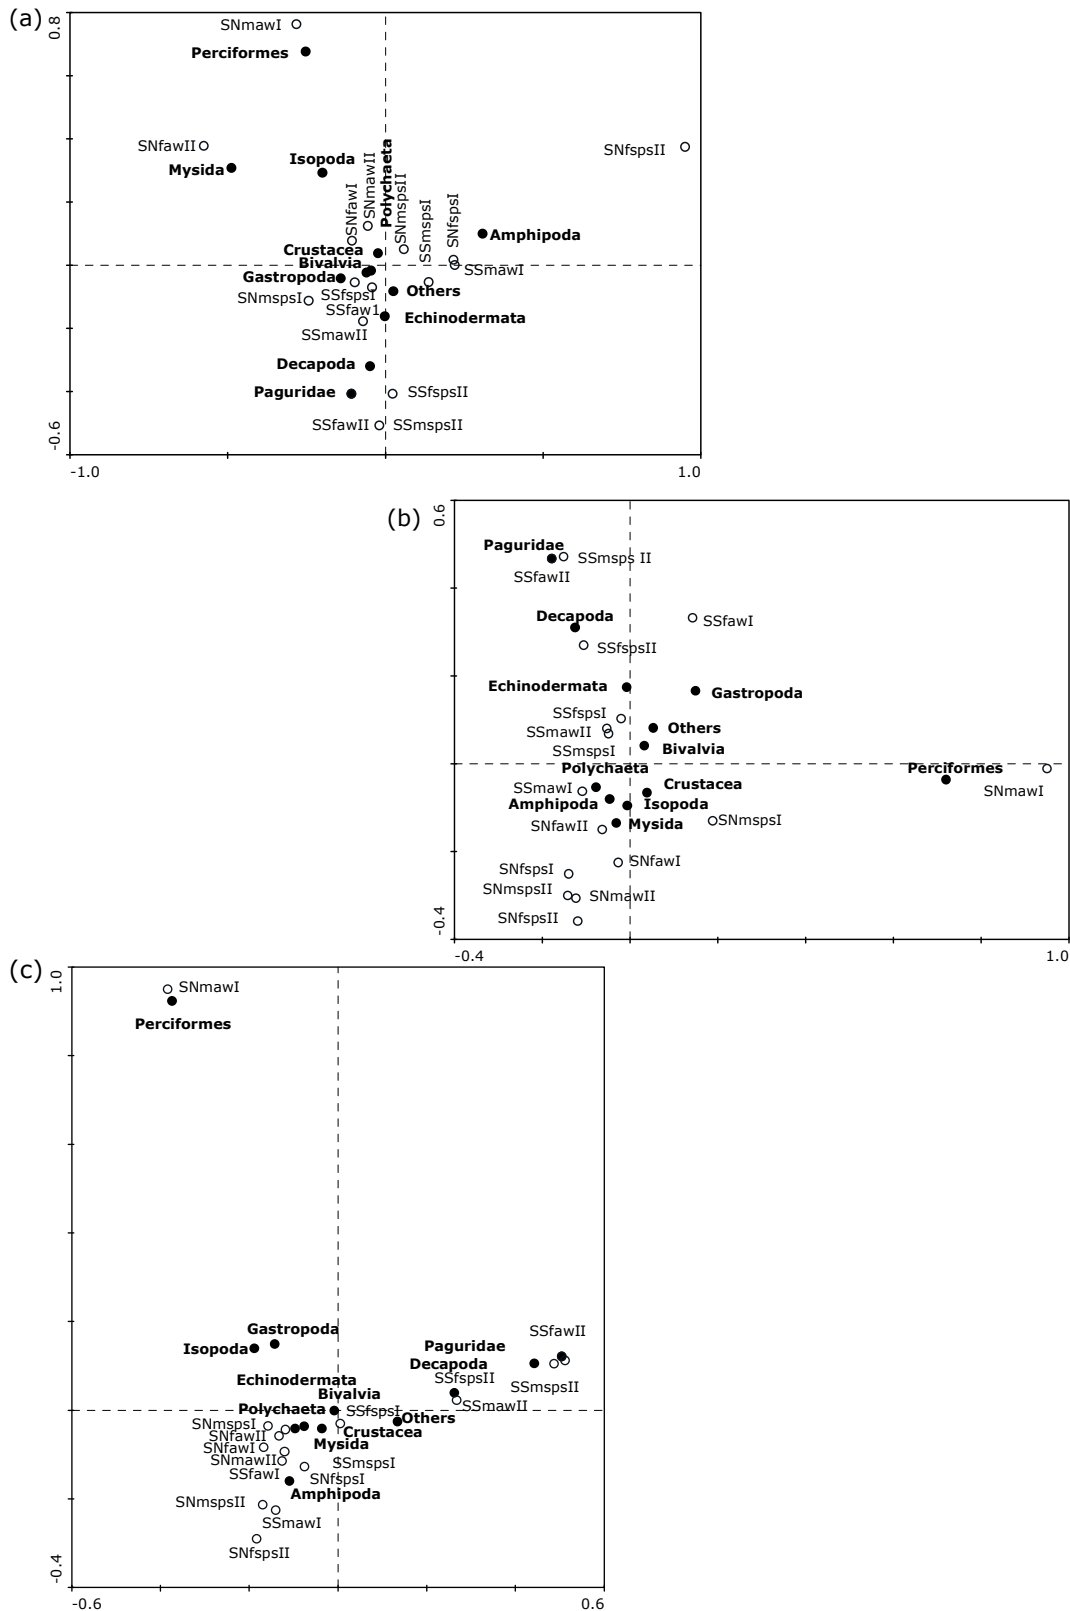 (a)
0.8
SNmawI
Perciformes
SNfawII
SNfspsII
Mysida
Isopoda
SNfawI
SNmawII
Polychaeta
SNmspsII
SSmspsI
SNfspsI
Amphipoda
Crustacea
Bivalvia
SSmawI
Gastropoda
SNmspsI
SSfspsI
Others
SSfaw1
Echinodermata
SSmawII
Decapoda
Paguridae
SSfspsII
SSfawII
SSmspsII
-0.6
-1.0
1.0
(b)
0.6
Paguridae
SSmsps II
SSfawII
Decapoda
SSfawI
SSfspsII
Echinodermata
Gastropoda
SSfspsI
Others
SSmawII
SSmspsI
Bivalvia
Polychaeta
Perciformes
SSmawI
Crustacea
SNmawI
Amphipoda
Isopoda
SNfawII
Mysida
SNmspsI
SNfspsI
SNfawI
SNmspsII
SNmawII
SNfspsII
-0.4
-0.4
1.0
(c)
1.0
SNmawI
Perciformes
Gastropoda
Isopoda
SSfawII
Paguridae
Decapoda
SSfspsII
SSmspsII
Echinodermata
Bivalvia
SSmawII
Polychaeta
SSfspsI
Others
SNmspsI
Crustacea
SNfawII
Mysida
SNfawI
SNmawII
SSmspsI
SSfawI
SNfspsI
Amphipoda
SNmspsII
SSmawI
SNfspsII
-0.4
-0.6
0.6